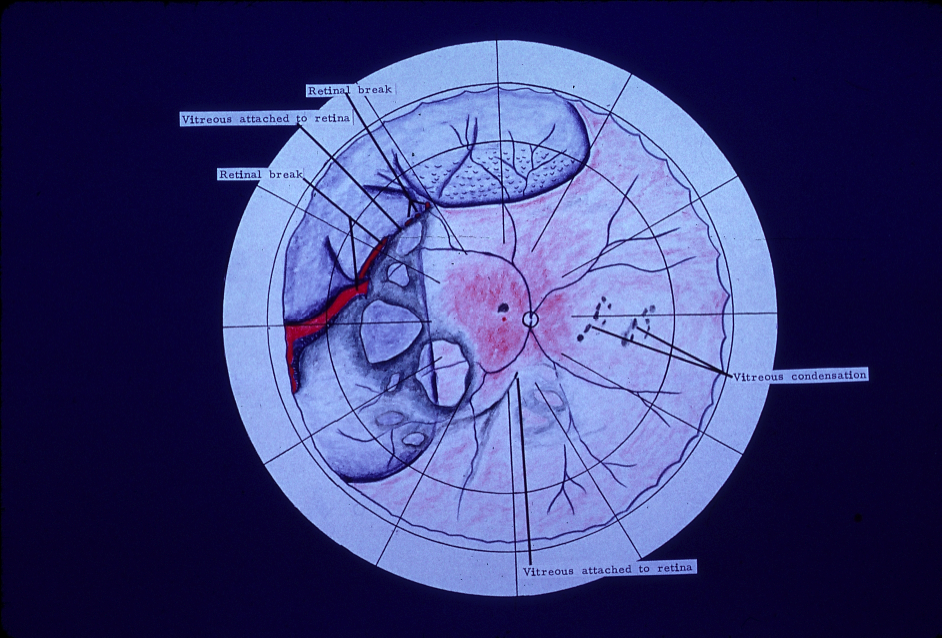 Retinal break
Vitreous attached to retina
Retinal break
Vitreous condensation
Vitreous attached to retina